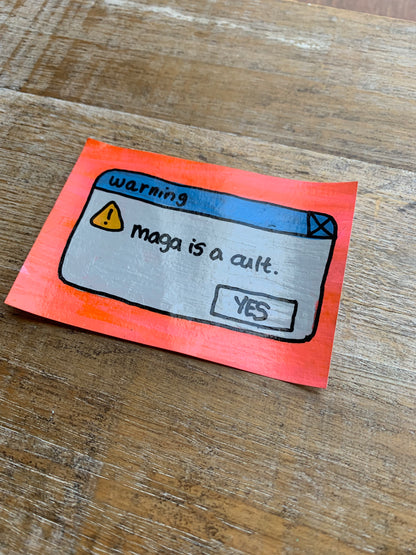 warning
maga is a cult.
YES